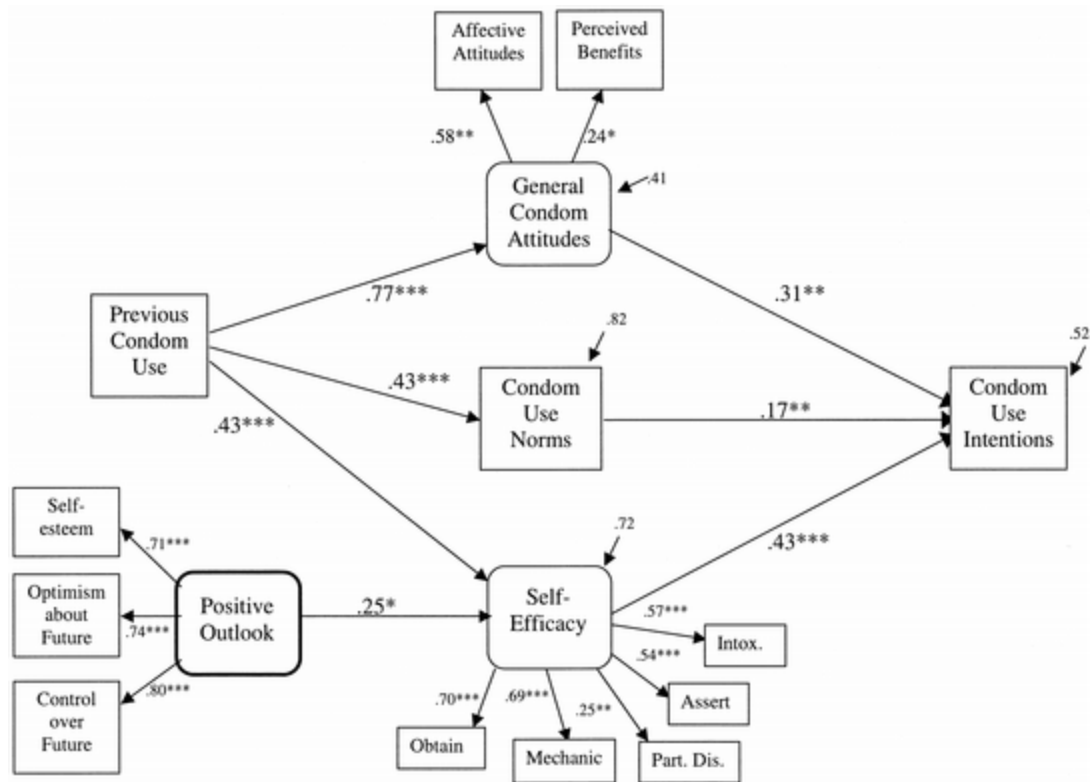 Affective
Attitudes
Perceived
Benefits
.58**
.24*
General
Condom
Attitudes
.41
.77***
.31**
Previous
Condom
Use
.82
.52
.43***
Condom
Use
Norms
.17**
Condom
Use
Intentions
.43***
Self-
esteem
.71***
.72
.43***
Optimism
about
Future
.74***
Positive
Outlook
.25*
Self-
Efficacy
.57***
Intox.
.54***
Control
over
Future
.80***
.70***
.69***
.25**
Assert
Obtain
Mechanic
Part. Dis.